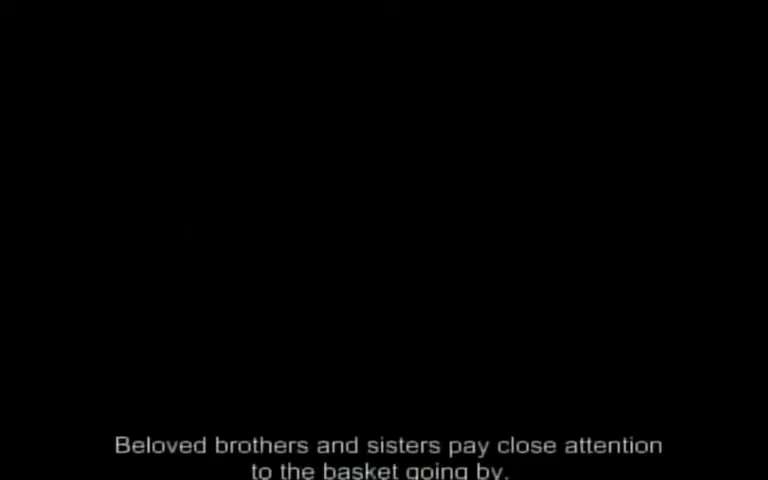 Beloved brothers and sisters pay close attention
to the basket going by.